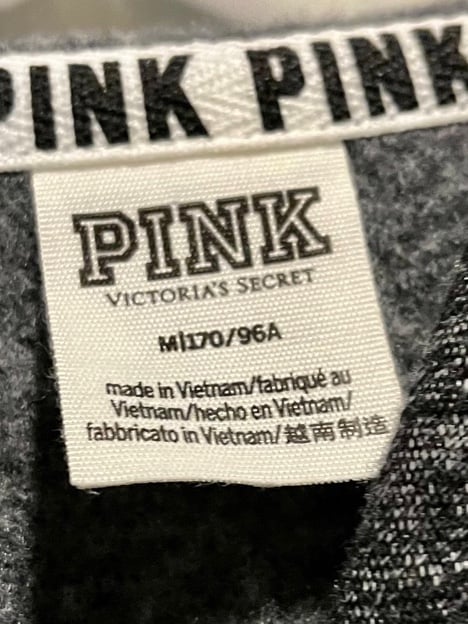 PINK PINK
PINK
VICTORIA'S SECRET
M|170/96A
made in Vietnam/fabriqué au
Vietnam/hecho en Vietnam/
fabbricato in Vietnam/越南制造